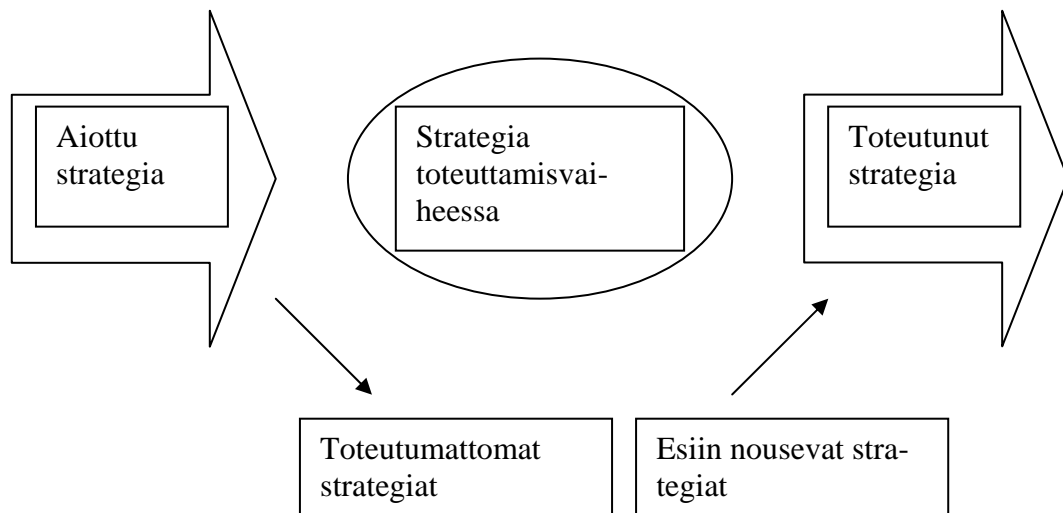 Aiottu
strategia
Strategia
toteuttamisvai-
heessa
Toteutunut
strategia
Toteutumattomat
strategiat
Esiin nousevat stra-
tegiat